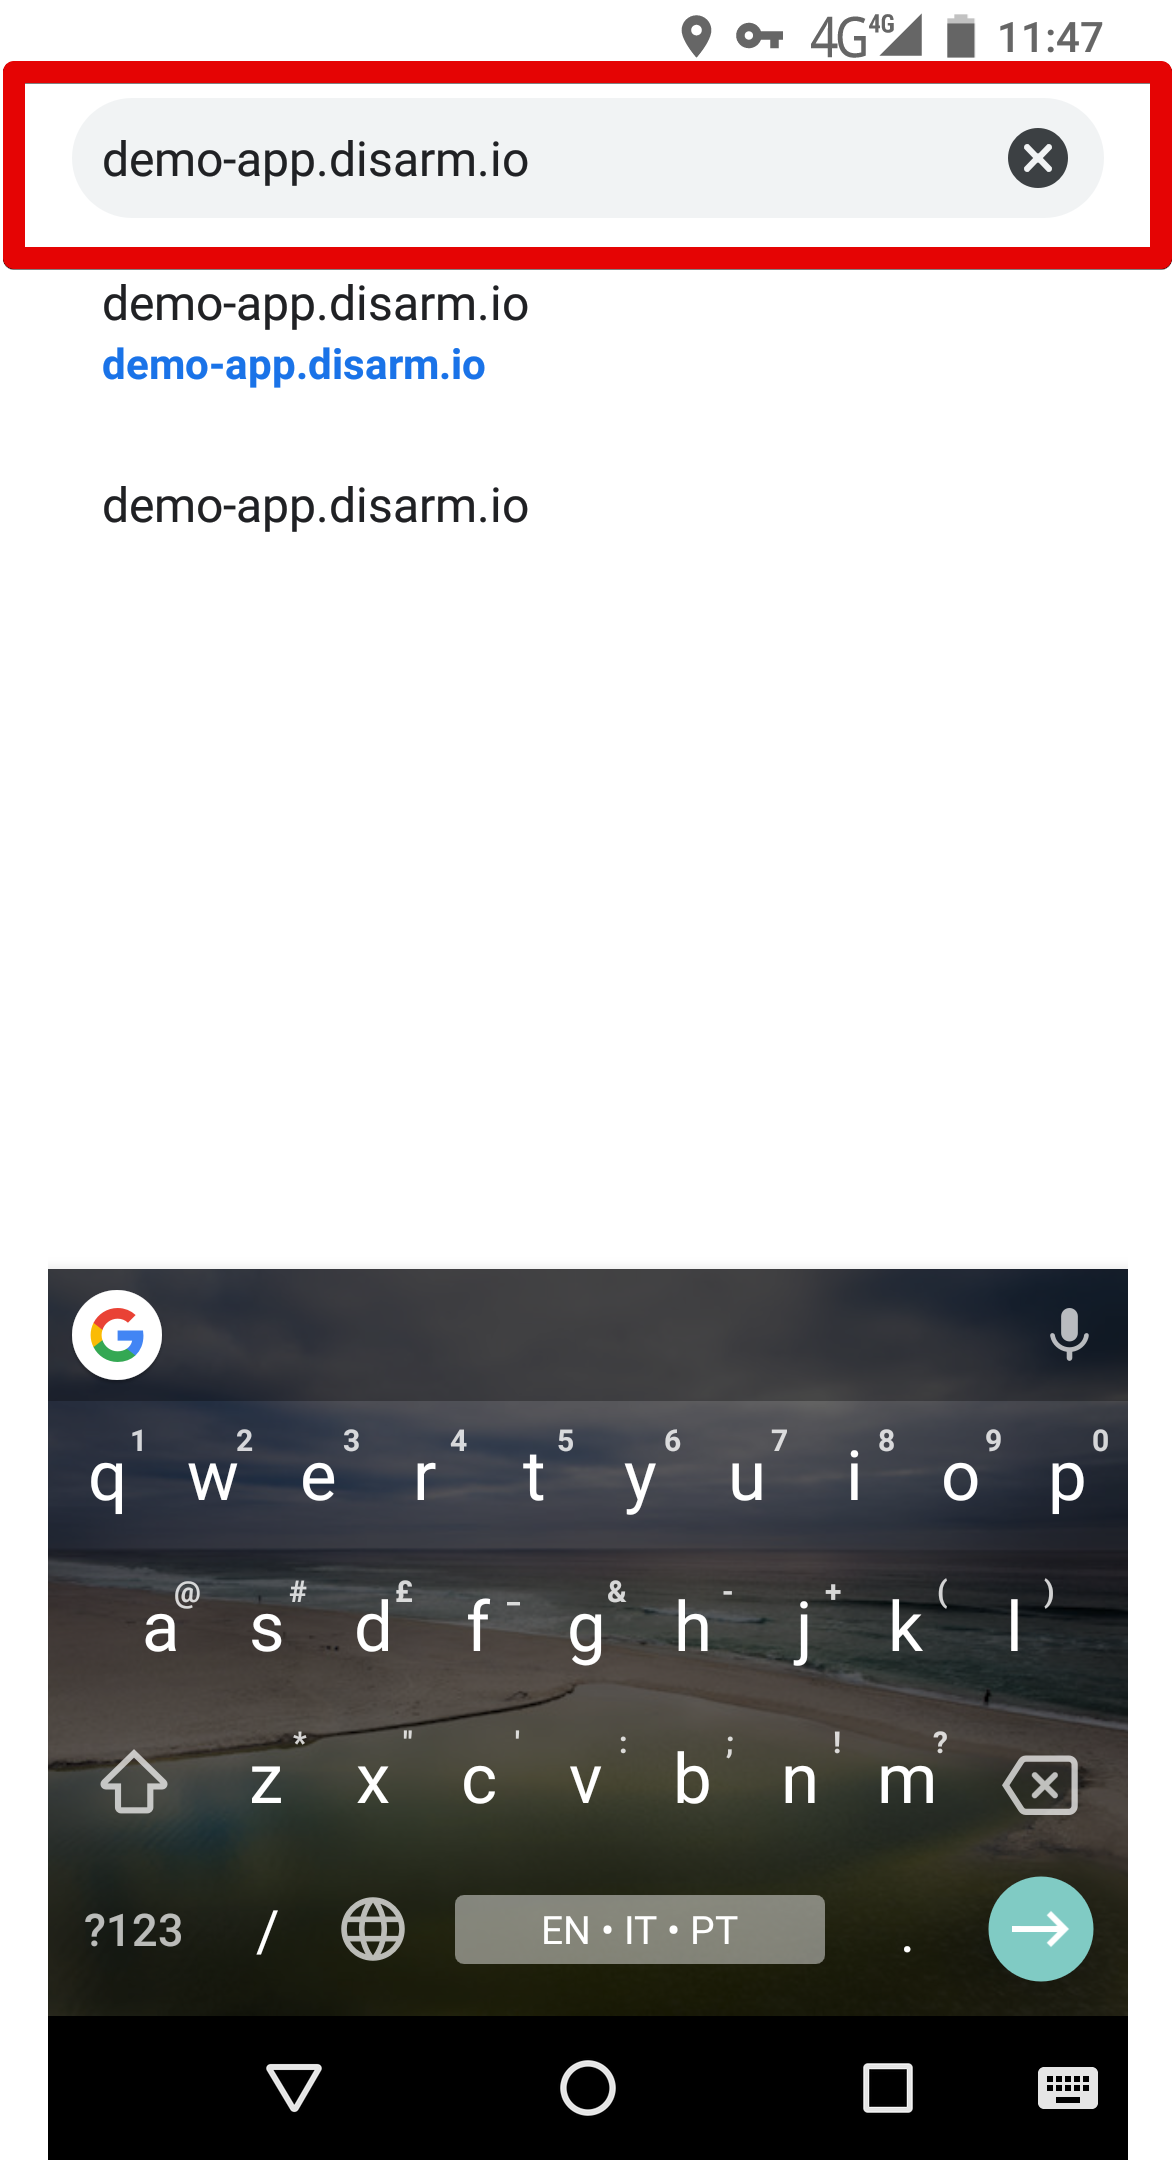 4G 4G 11:47
demo-app.disarm.io
demo-app.disarm.io
demo-app.disarm.io
demo-app.disarm.io
1 2 3 4 5 6 7 8 9 0
q w e r t y u i o p
@ # £ _ & - + ( )
a s d f g h j k l
* " ' : ; ! ?
z x c v b n m
?123 / EN • IT • PT .